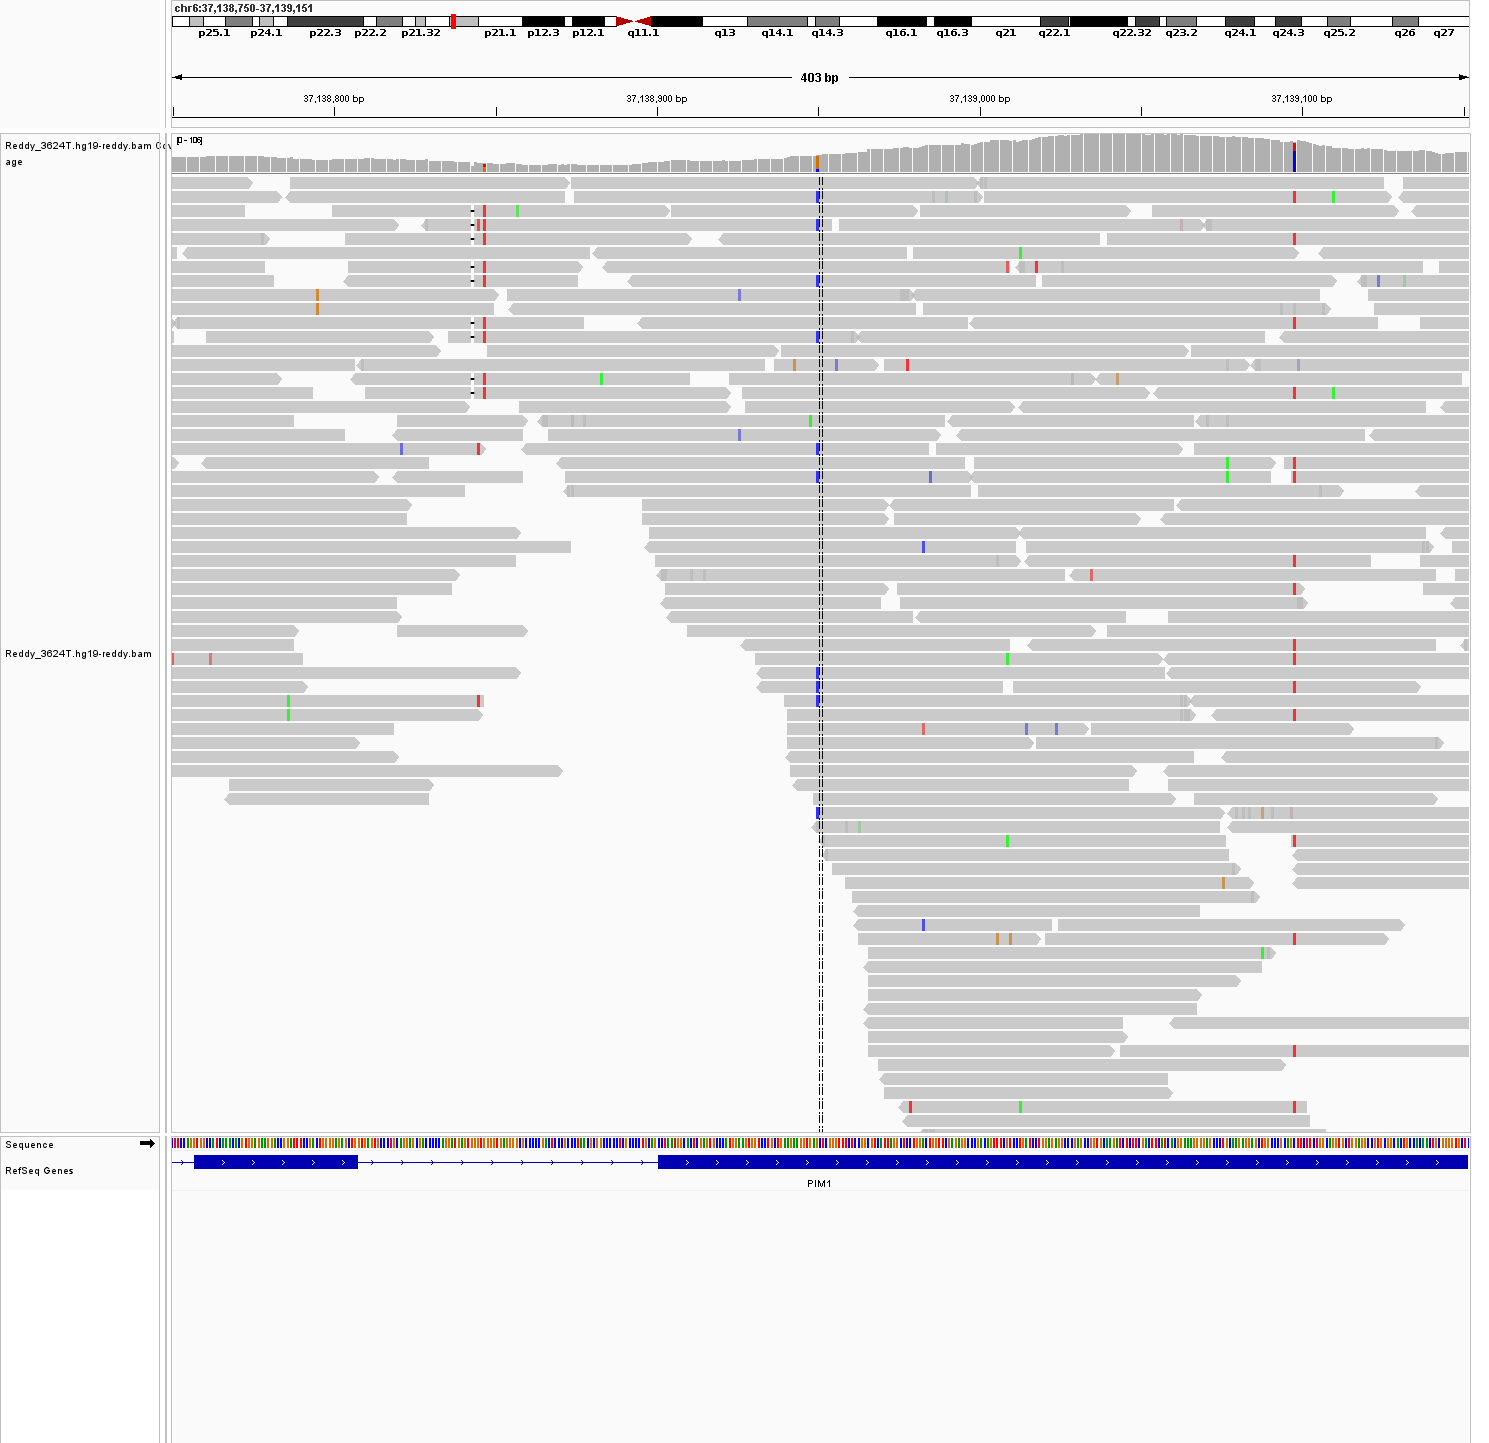 chr6:37,138,750-37,139,151
p25.1 p24.1 p22.3 p22.2 p21.32 p21.1 p12.3 p12.1 q11.1 q13 q14.1 q14.3 q16.1 q16.3 q21 q22.1 q22.32 q23.2 q24.1 q24.3 q25.2 q26 q27
403 bp
37,138,800 bp 37,138,900 bp 37,139,000 bp 37,139,100 bp
[0 - 106]
Reddy_3624T.hg19-reddy.bam Cov
age
Reddy_3624T.hg19-reddy.bam
Sequence
RefSeq Genes
PIM1